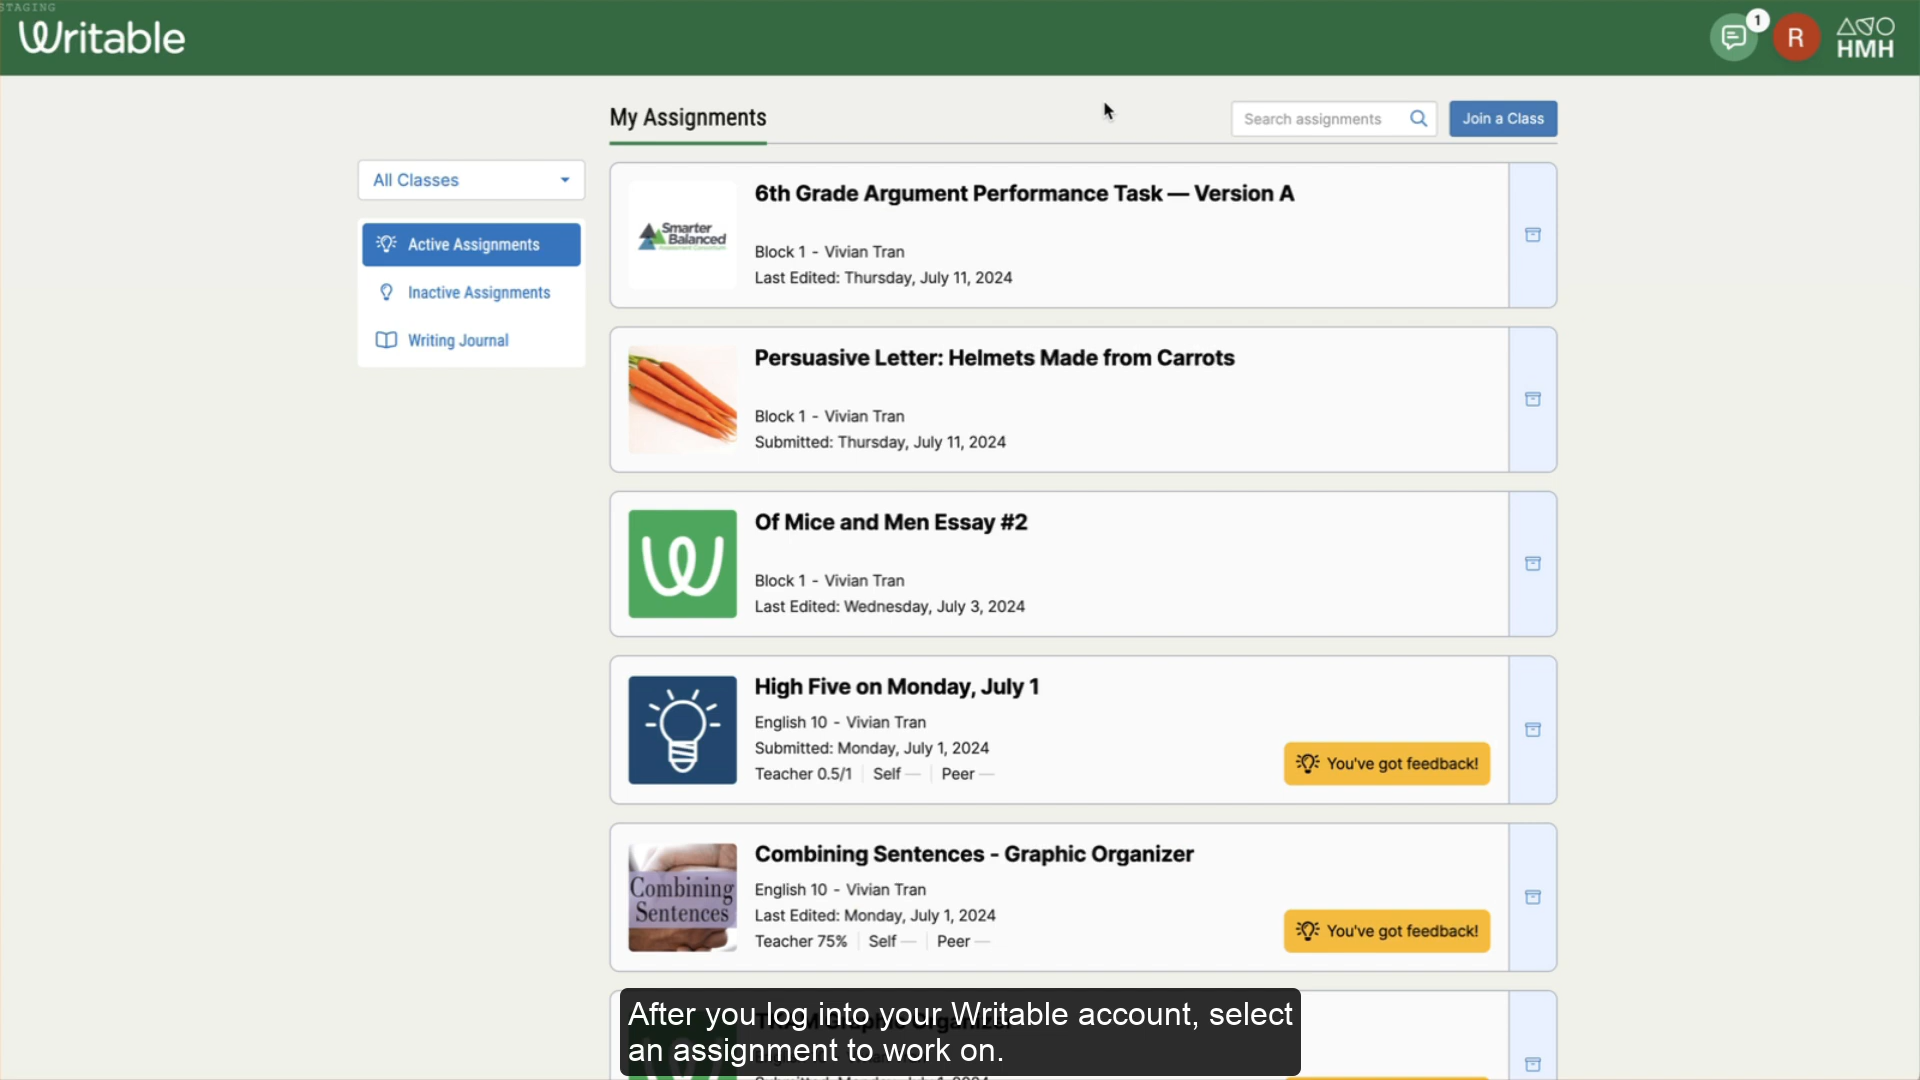 STAGING
Writable
1
R
HMH
My Assignments
Search assignments
Join a Class
All Classes
Active Assignments
Inactive Assignments
Writing Journal
Smarter
Balanced
6th Grade Argument Performance Task — Version A
Block 1 - Vivian Tran
Last Edited: Thursday, July 11, 2024
Persuasive Letter: Helmets Made from Carrots
Block 1 - Vivian Tran
Submitted: Thursday, July 11, 2024
Of Mice and Men Essay #2
Block 1 - Vivian Tran
Last Edited: Wednesday, July 3, 2024
High Five on Monday, July 1
English 10 - Vivian Tran
Submitted: Monday, July 1, 2024
Teacher 0.5/1 Self — Peer —
You've got feedback!
Combining
Sentences
Combining Sentences - Graphic Organizer
English 10 - Vivian Tran
Last Edited: Monday, July 1, 2024
Teacher 75% Self — Peer —
You've got feedback!
After you log into your Writable account, select
an assignment to work on.